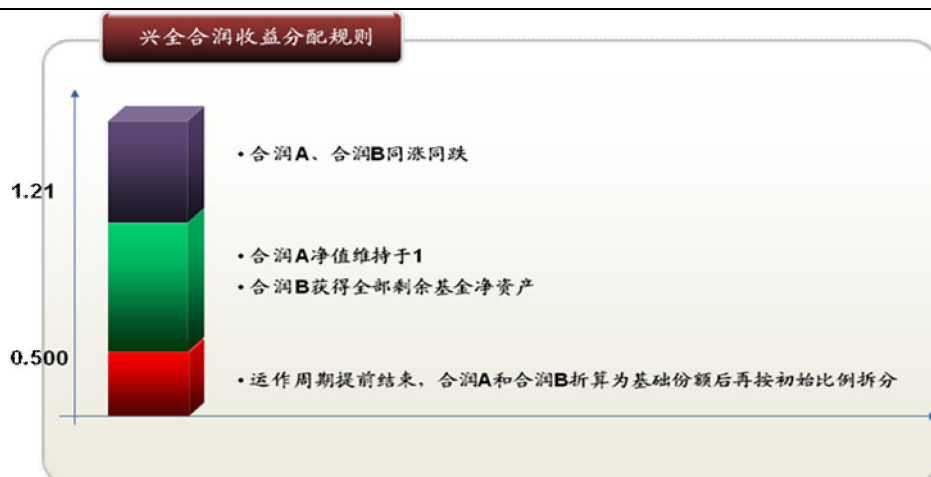 兴全合润收益分配规则
• 合润A、合润B同涨同跌
1.21
• 合润A净值维持于1
• 合润B获得全部剩余基金净资产
0.500
• 运作周期提前结束，合润A和合润B折算为基础份额后再按初始比例拆分